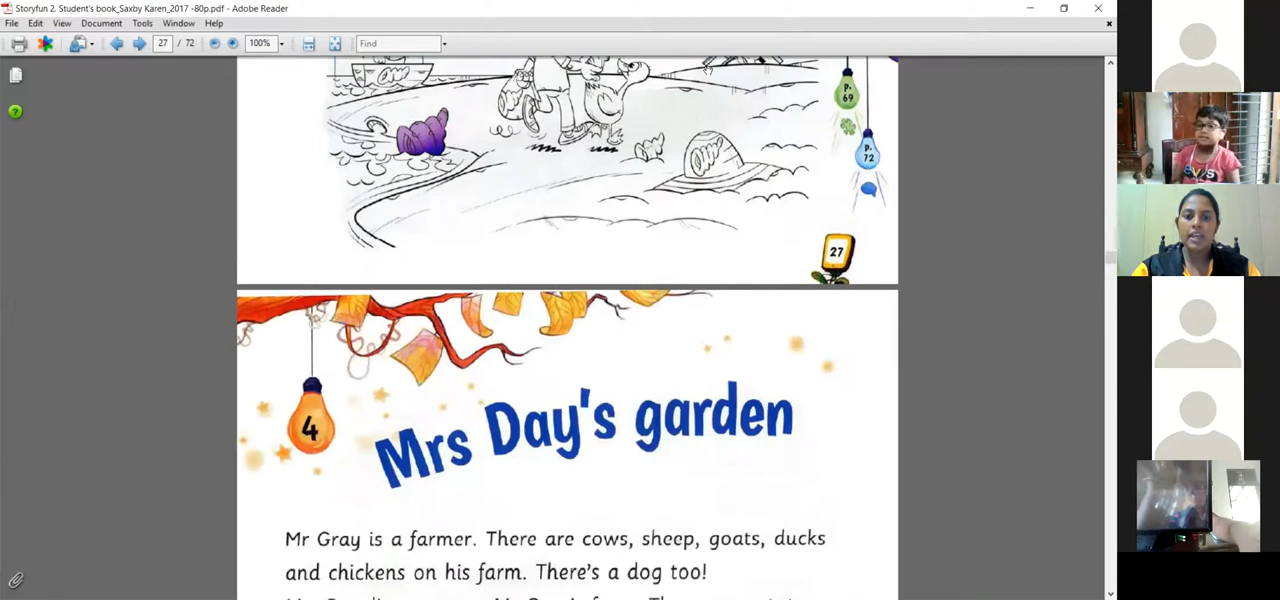 Storyfun 2. Student's book_Saxby Karen_2017 -80p.pdf - Adobe Reader
File Edit View Document Tools Window Help
27 / 72 100% Find
p.
69
p.
72
27
4
Mrs Day's garden
Mr Gray is a farmer. There are cows, sheep, goats, ducks
and chickens on his farm. There's a dog too!